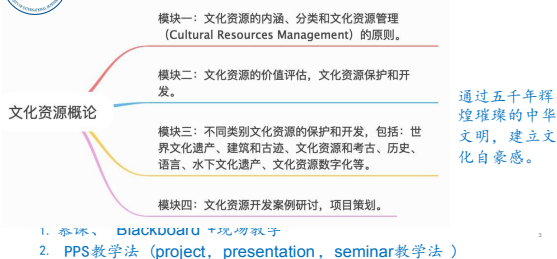 模块一：文化资源的内涵、分类和文化资源管理
（Cultural Resources Management）的原则。
模块二：文化资源的价值评估，文化资源保护和开
发。
文化资源概论
模块三：不同类别文化资源的保护和开发，包括：世
界文化遗产、建筑和古迹、文化资源和考古、历史、
语言、水下文化遗产、文化资源数字化等。
模块四：文化资源开发案例研讨，项目策划。
通过五千年辉
煌璀璨的中华
文明，建立文
化自豪感。
1. 慕课、 Blackboard +现场教学
2. PPS教学法（project，presentation，seminar教学法 ）